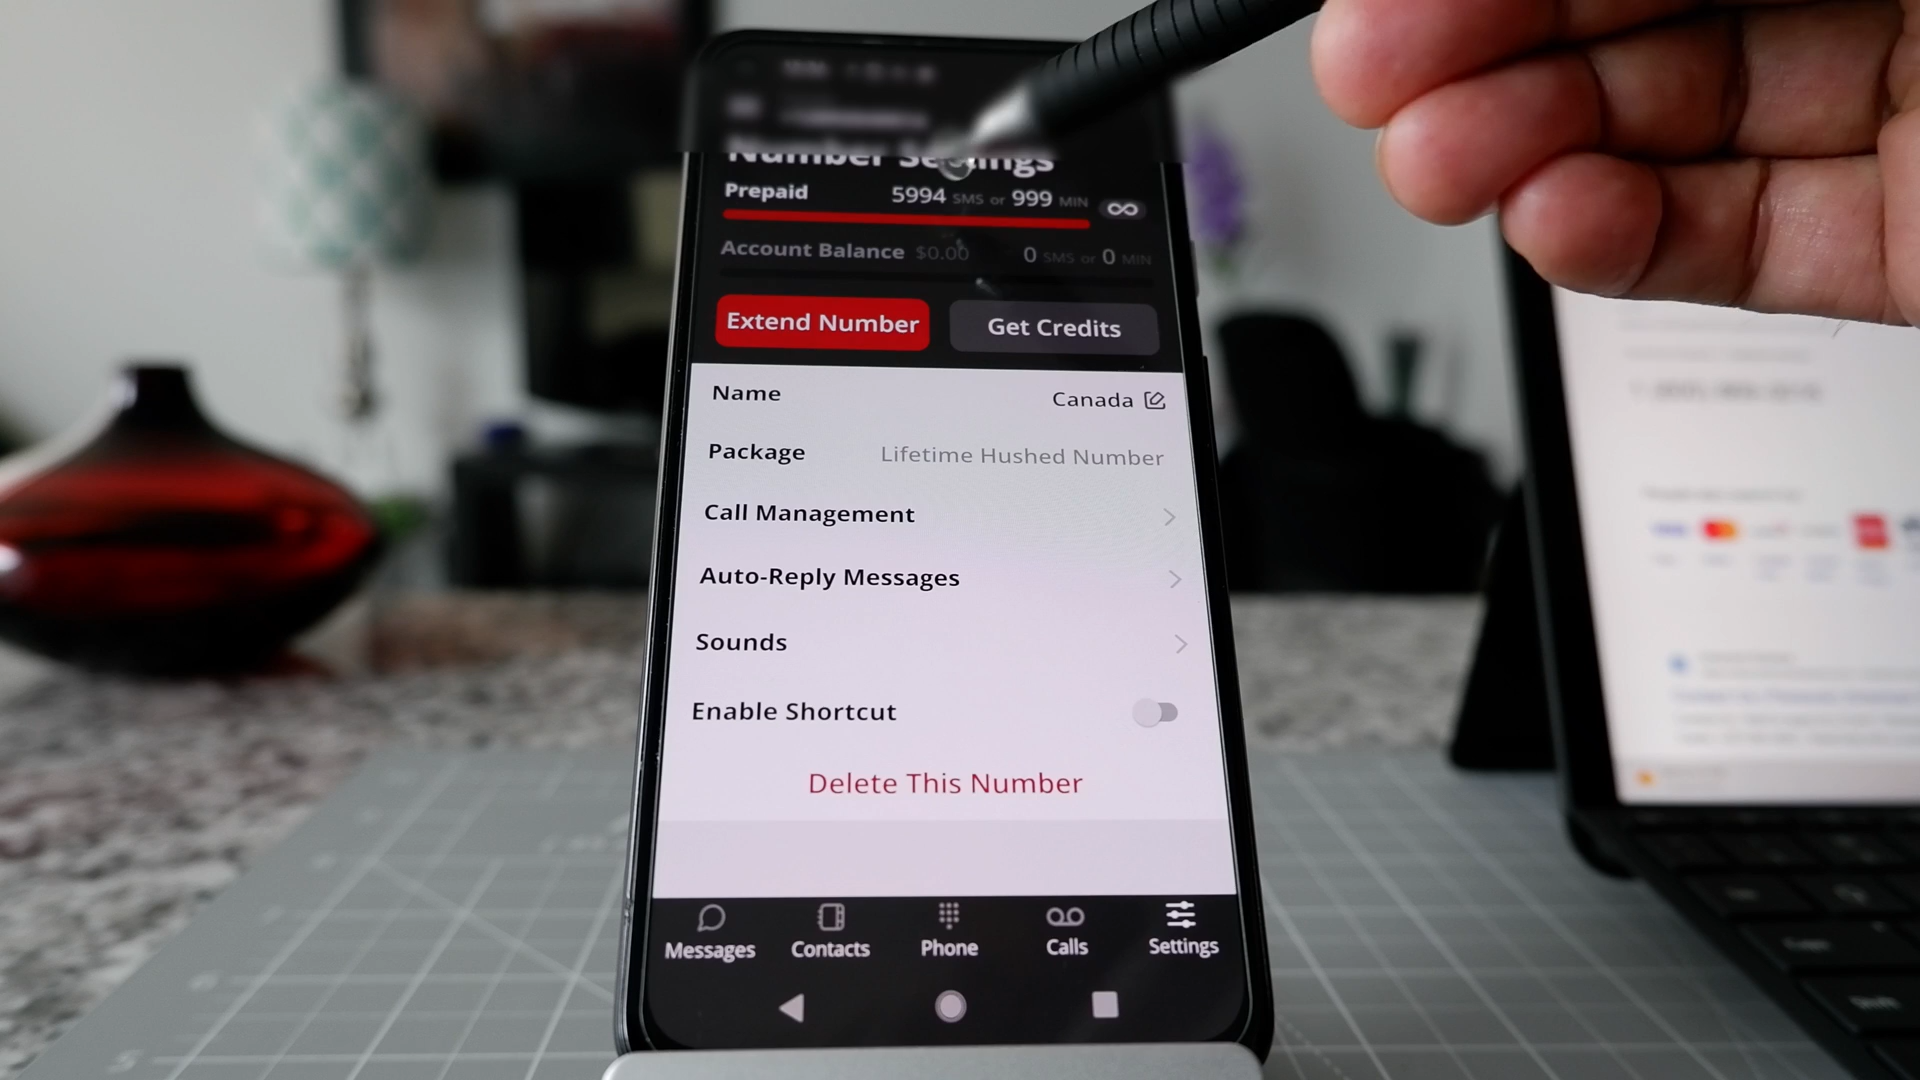 Number Settings
Prepaid 5994 SMS or 999 MIN
Account Balance $0.00 0 SMS or 0 MIN
Extend Number Get Credits
Name Canada
Package Lifetime Hushed Number
Call Management
Auto-Reply Messages
Sounds
Enable Shortcut
Delete This Number
Messages Contacts Phone Calls Settings